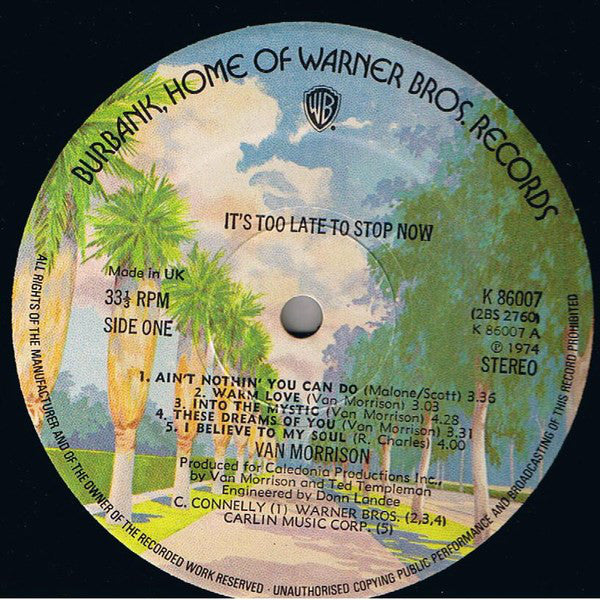 BURBANK, HOME OF WARNER BROS. RECORDS
WB
IT'S TOO LATE TO STOP NOW
Made in UK
33⅓ RPM
SIDE ONE
K 86007
(2BS 2760)
K 86007 A
℗ 1974
STEREO
1. AIN'T NOTHIN' YOU CAN DO (Malone/Scott) 3.36
2. WARM LOVE (Van Morrison) 3.03
3. INTO THE MYSTIC (Van Morrison) 4.28
4. THESE DREAMS OF YOU (Van Morrison) 3.31
5. I BELIEVE TO MY SOUL (R. Charles) 4.00
VAN MORRISON
Produced for Caledonia Productions Inc.,
by Van Morrison and Ted Templeman
Engineered by Donn Landee
C. CONNELLY (1) WARNER BROS. (2,3,4)
CARLIN MUSIC CORP. (5)
ALL RIGHTS OF THE MANUFACTURER AND OF THE OWNER OF THE RECORDED WORK RESERVED · UNAUTHORISED COPYING PUBLIC PERFORMANCE AND BROADCASTING OF THIS RECORD PROHIBITED